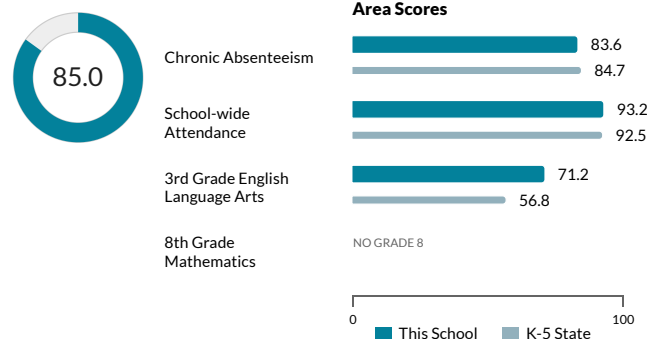 Area Scores
85.0
Chronic Absenteeism
83.6
84.7
School-wide
Attendance
93.2
92.5
3rd Grade English
Language Arts
71.2
56.8
8th Grade
Mathematics
NO GRADE 8
0
100
This School
K-5 State